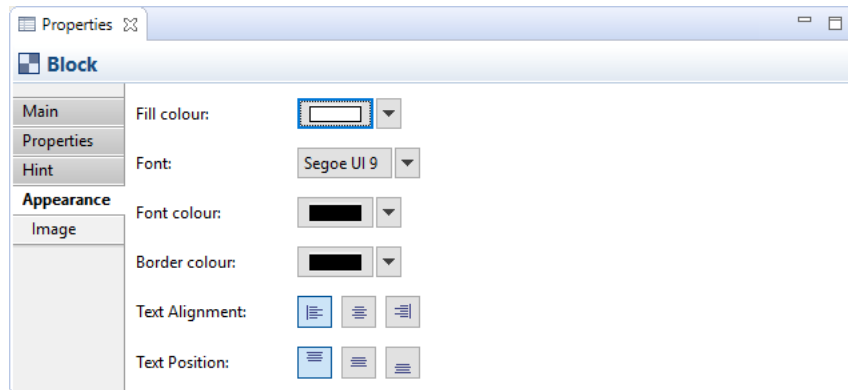 Properties
Block
Main
Properties
Hint
Appearance
Image
Fill colour:
Font:
Segoe UI 9
Font colour:
Border colour:
Text Alignment:
Text Position: